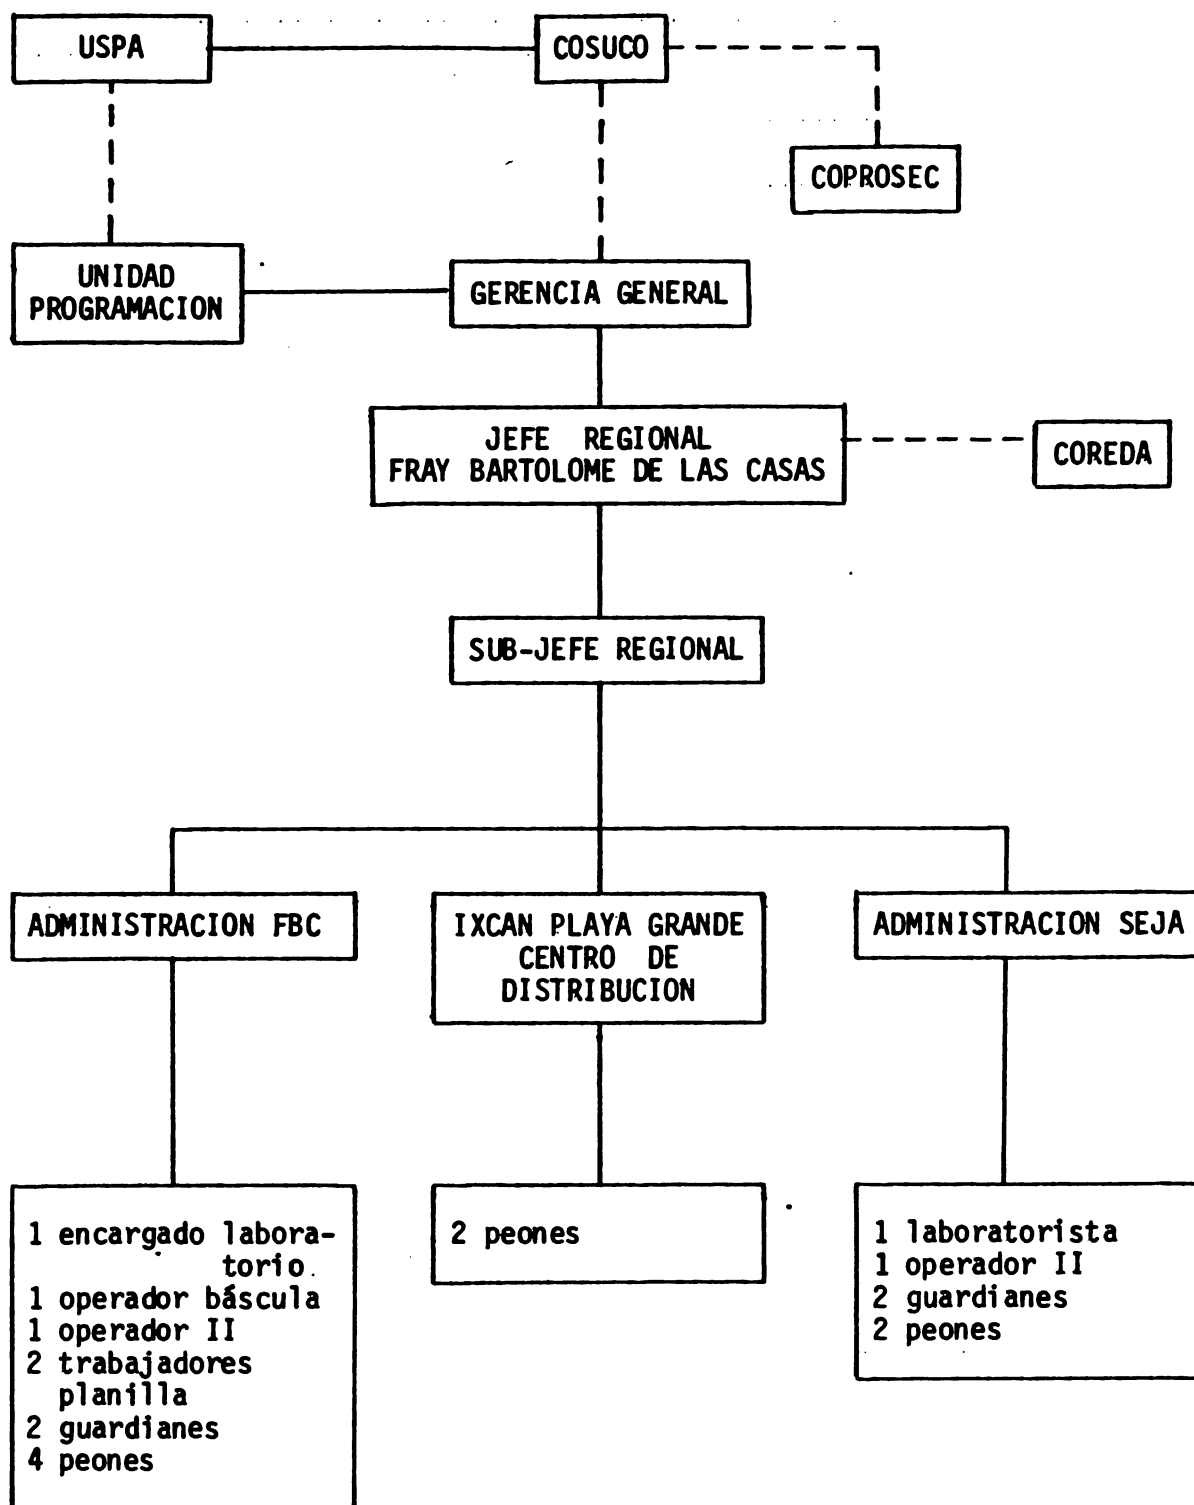 USPA
COSUCO
COPROSEC
UNIDAD
PROGRAMACION
GERENCIA GENERAL
JEFE REGIONAL
FRAY BARTOLOME DE LAS CASAS
COREDA
SUB-JEFE REGIONAL
ADMINISTRACION FBC
IXCAN PLAYA GRANDE
CENTRO DE
DISTRIBUCION
ADMINISTRACION SEJA
1 encargado labora-
torio
1 operador báscula
1 operador II
2 trabajadores
planilla
2 guardianes
4 peones
2 peones
1 laboratorista
1 operador II
2 guardianes
2 peones